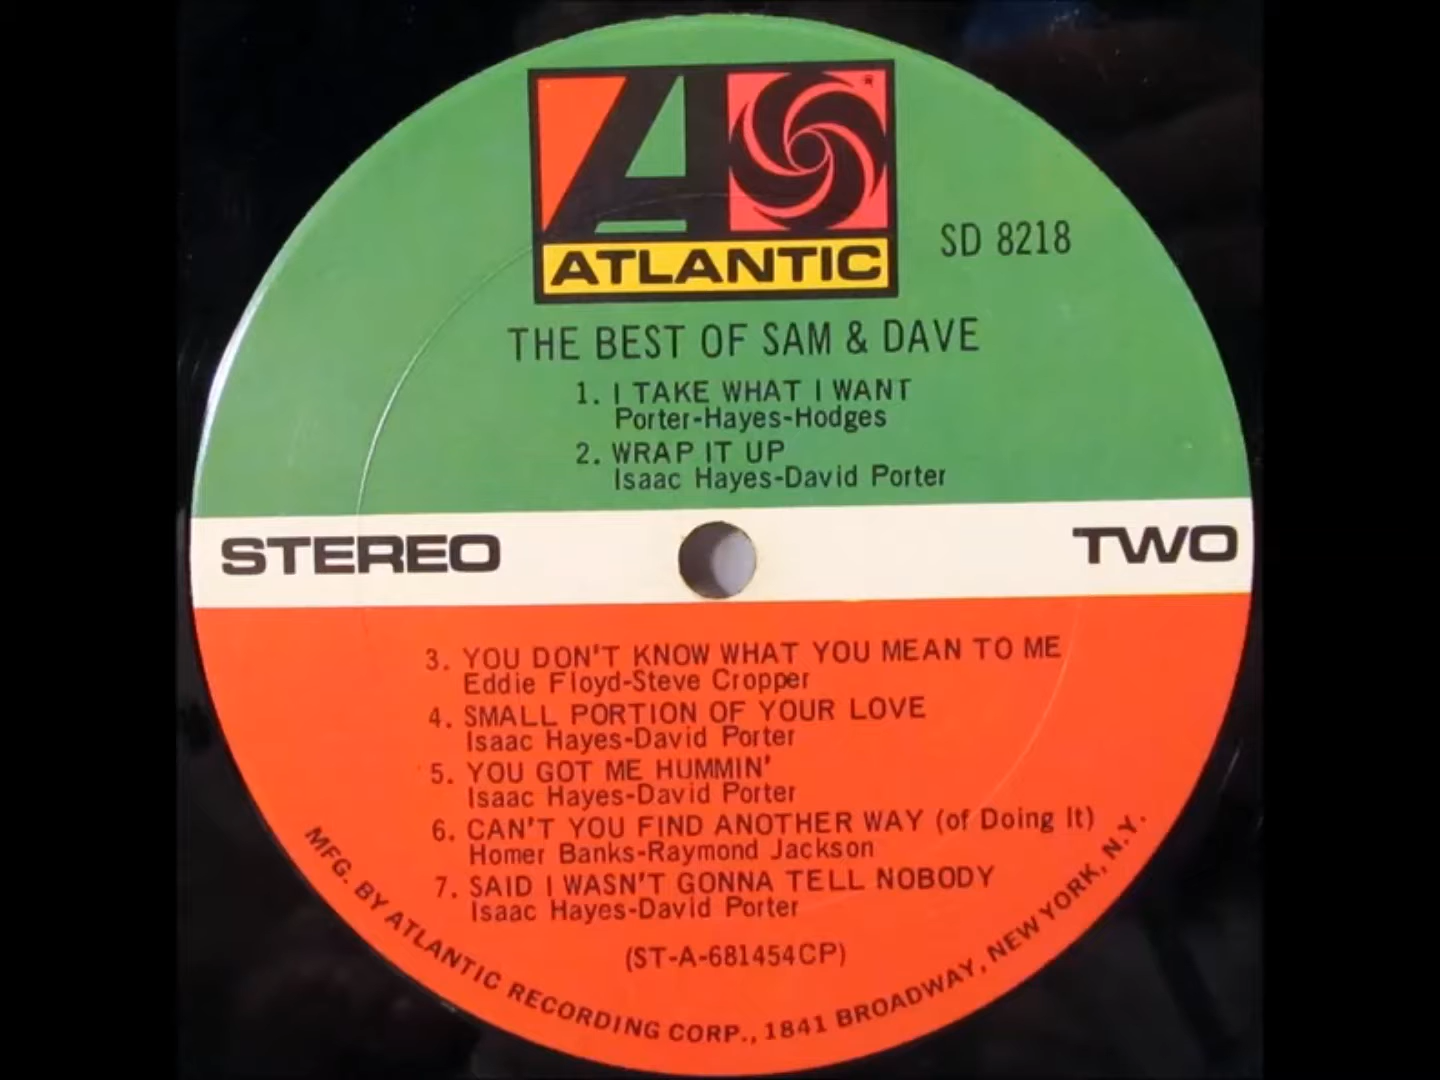 ATLANTIC
SD 8218
THE BEST OF SAM & DAVE
1. I TAKE WHAT I WANT
Porter-Hayes-Hodges
2. WRAP IT UP
Isaac Hayes-David Porter
STEREO
TWO
3. YOU DON'T KNOW WHAT YOU MEAN TO ME
Eddie Floyd-Steve Cropper
4. SMALL PORTION OF YOUR LOVE
Isaac Hayes-David Porter
5. YOU GOT ME HUMMIN'
Isaac Hayes-David Porter
6. CAN'T YOU FIND ANOTHER WAY (of Doing It)
Homer Banks-Raymond Jackson
7. SAID I WASN'T GONNA TELL NOBODY
Isaac Hayes-David Porter
(ST-A-681454CP)
MFG. BY ATLANTIC RECORDING CORP., 1841 BROADWAY, NEW YORK, N.Y.